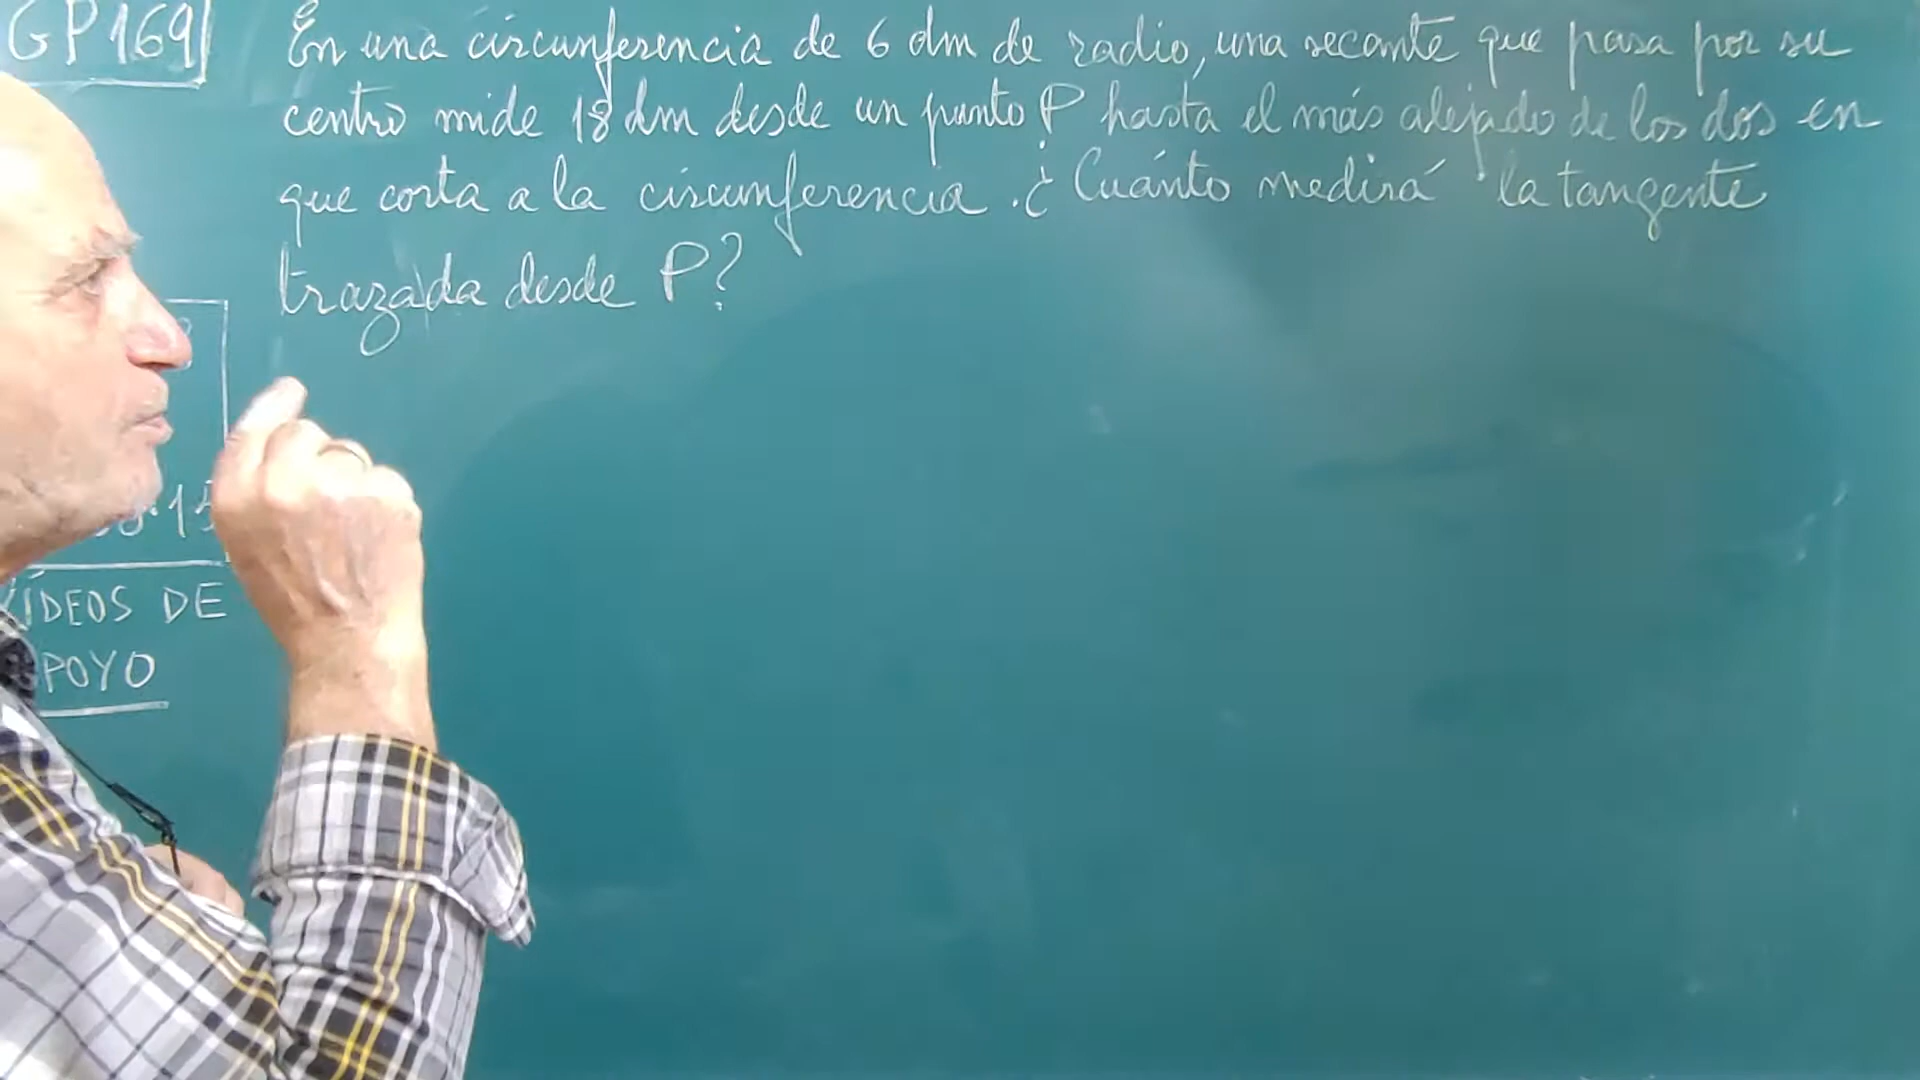 GP169
En una circunferencia de 6 dm de radio, una secante que pasa por su
centro mide 18 dm desde un punto P hasta el más alejado de los dos en
que corta a la circunferencia. ¿Cuánto medirá la tangente
trazada desde P?
VÍDEOS DE
POYO